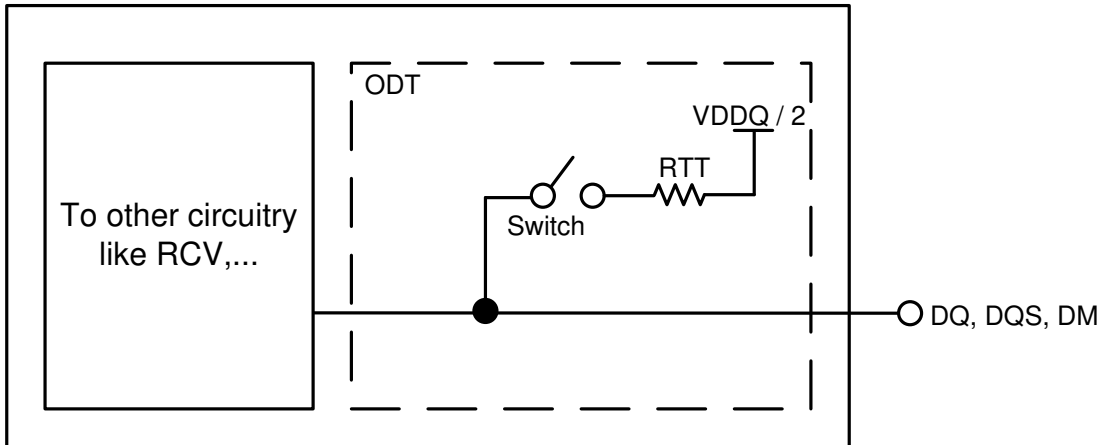 ODT
VDDQ / 2
RTT
Switch
To other circuitry
like RCV,...
DQ, DQS, DM